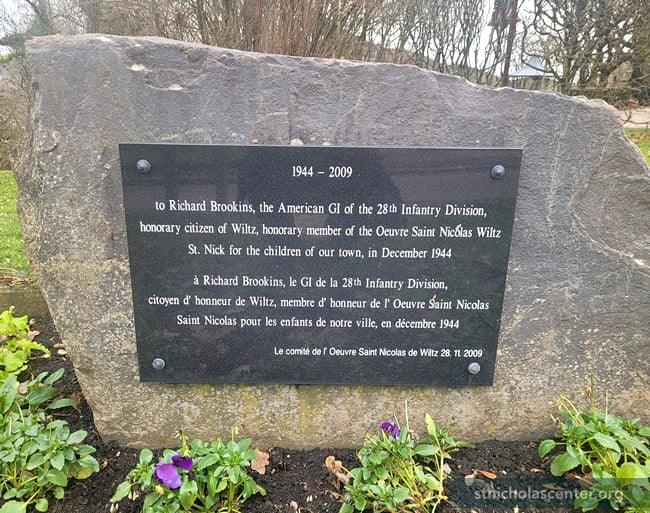 1944 – 2009
to Richard Brookins, the American GI of the 28th Infantry Division,
honorary citizen of Wiltz, honorary member of the Oeuvre Saint Nicolas Wiltz
St. Nick for the children of our town, in December 1944
à Richard Brookins, le GI de la 28th Infantry Division,
citoyen d' honneur de Wiltz, membre d' honneur de l' Oeuvre Saint Nicolas
Saint Nicolas pour les enfants de notre ville, en décembre 1944
Le comité de l' Oeuvre Saint Nicolas de Wiltz 28. 11. 2009
stnicholascenter.org